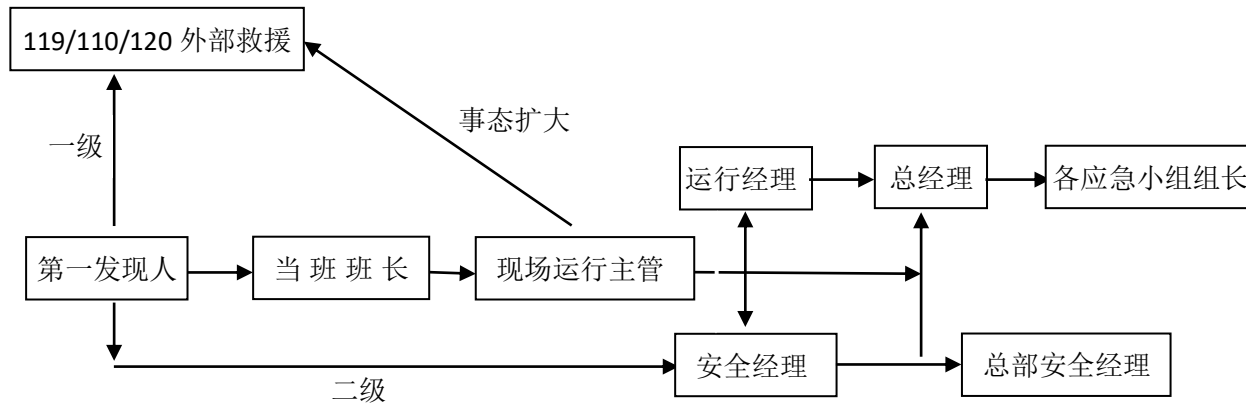 119/110/120 外部救援
事态扩大
一级
运行经理
总经理
各应急小组组长
第一发现人
当 班 班 长
现场运行主管
安全经理
总部安全经理
二级